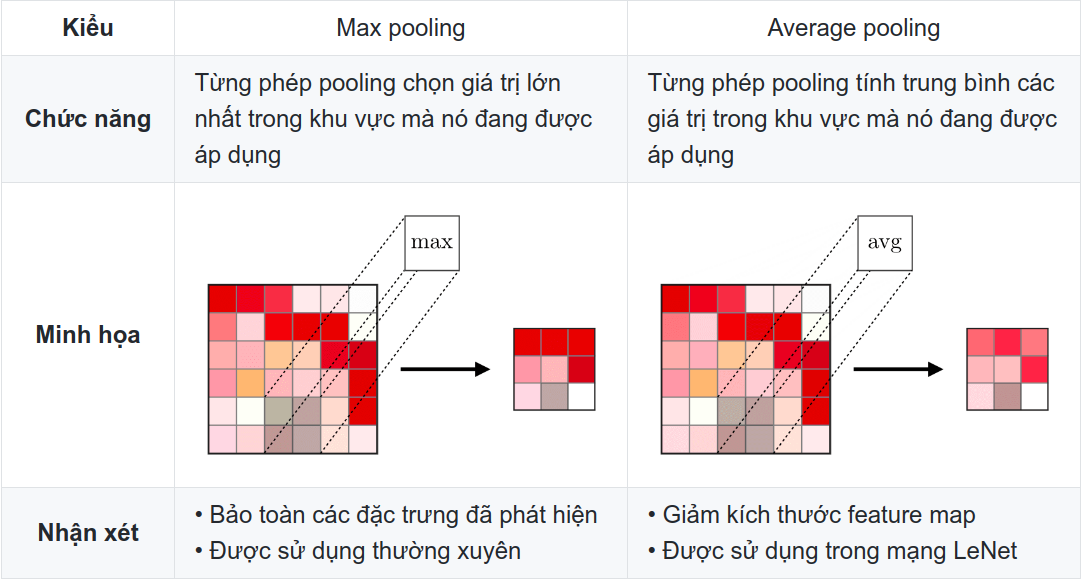 Kiểu
Max pooling
Average pooling
Chức năng
Từng phép pooling chọn giá trị lớn
nhất trong khu vực mà nó đang được
áp dụng
Từng phép pooling tính trung bình các
giá trị trong khu vực mà nó đang được
áp dụng
Minh họa
max
avg
Nhận xét
• Bảo toàn các đặc trưng đã phát hiện
• Được sử dụng thường xuyên
• Giảm kích thước feature map
• Được sử dụng trong mạng LeNet